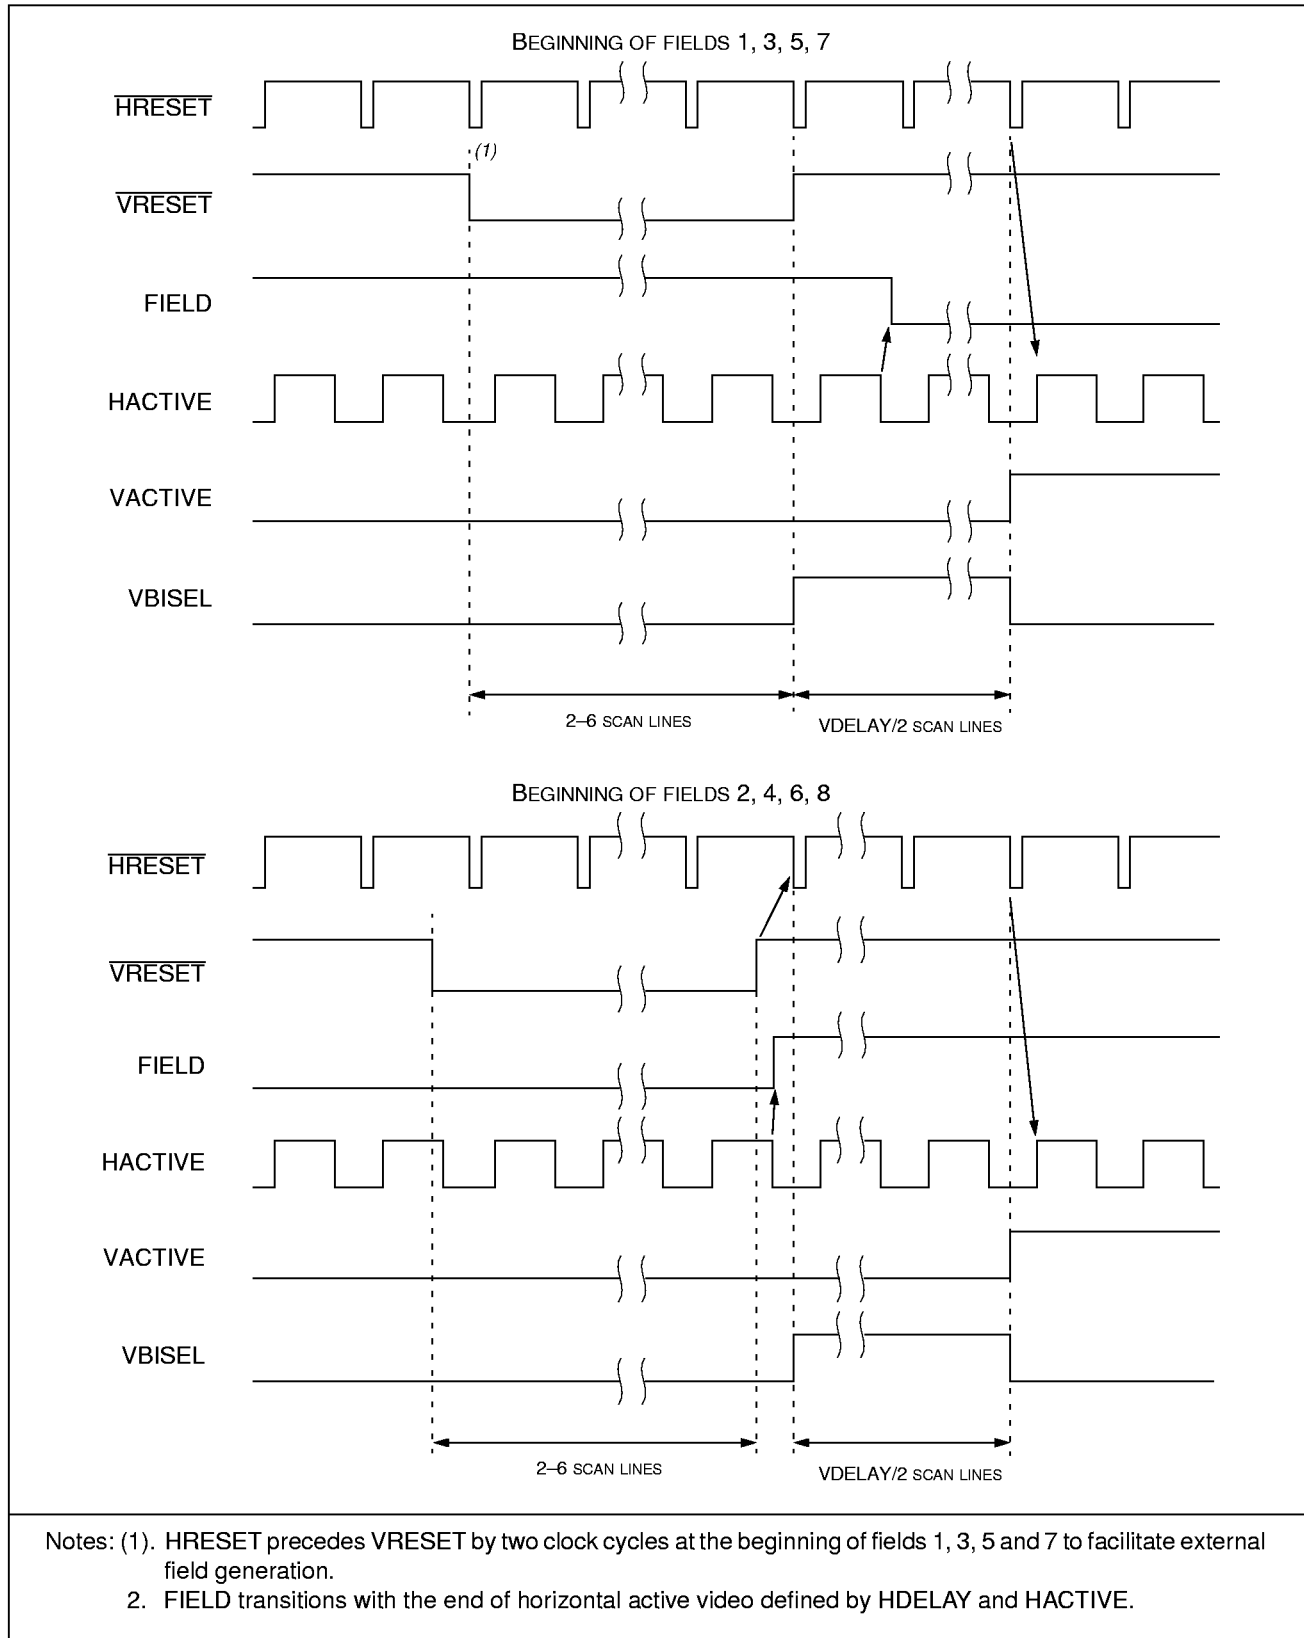 BEGINNING OF FIELDS 1, 3, 5, 7
HRESET
(1)
VRESET
FIELD
HACTIVE
VACTIVE
VBISEL
2–6 SCAN LINES
VDELAY/2 SCAN LINES
BEGINNING OF FIELDS 2, 4, 6, 8
HRESET
VRESET
FIELD
HACTIVE
VACTIVE
VBISEL
2–6 SCAN LINES
VDELAY/2 SCAN LINES
Notes: (1). HRESET precedes VRESET by two clock cycles at the beginning of fields 1, 3, 5 and 7 to facilitate external
field generation.
2. FIELD transitions with the end of horizontal active video defined by HDELAY and HACTIVE.